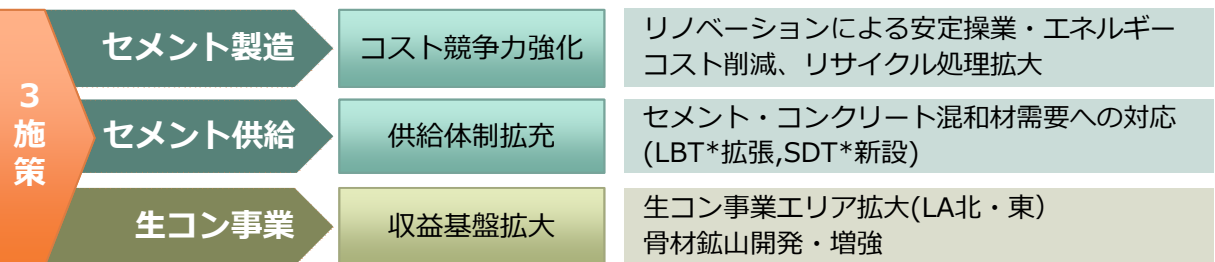 3
施
策
セメント製造
コスト競争力強化
リノベーションによる安定操業・エネルギー
コスト削減、リサイクル処理拡大
セメント供給
供給体制拡充
セメント・コンクリート混和材需要への対応
(LBT*拡張,SDT*新設)
生コン事業
収益基盤拡大
生コン事業エリア拡大(LA北・東）
骨材鉱山開発・増強